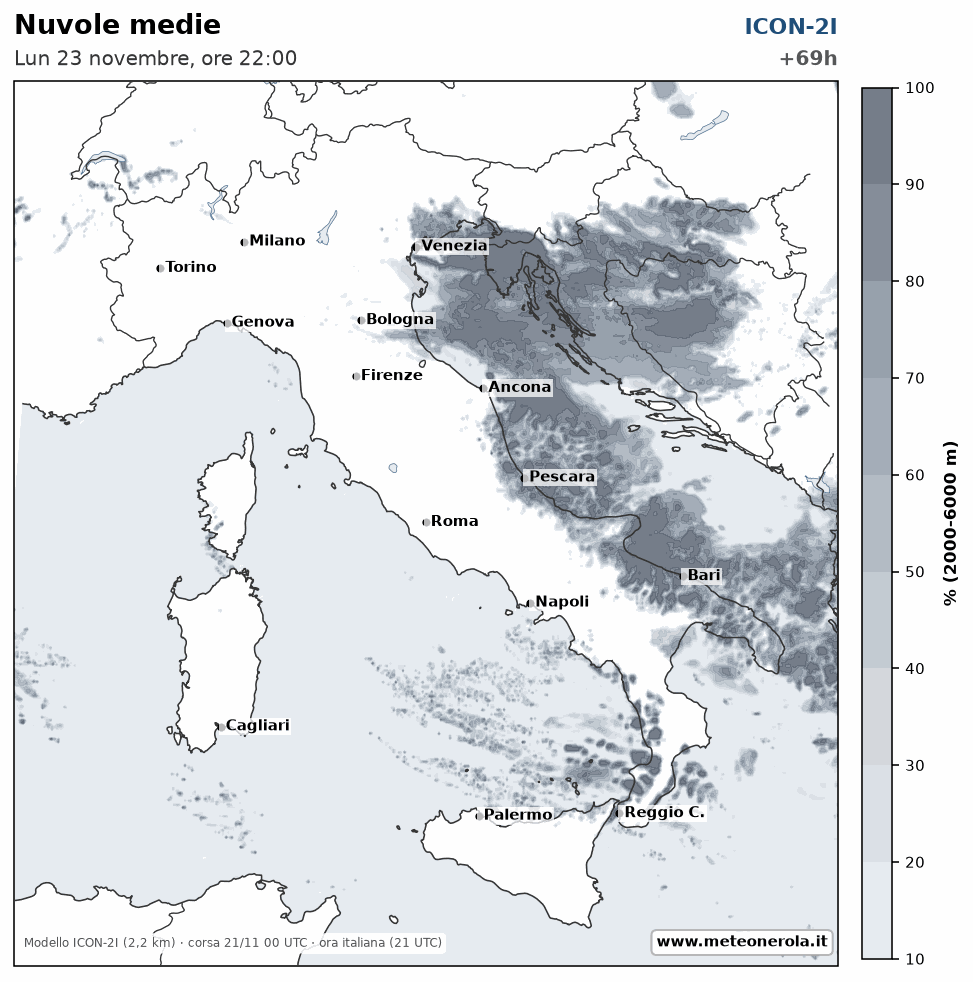 Nuvole medie
ICON-2I
Lun 23 novembre, ore 22:00
+69h
Venezia
Milano
Torino
Genova
Bologna
Firenze
Ancona
Pescara
Roma
Bari
Napoli
Cagliari
Palermo
Reggio C.
Modello ICON-2I (2,2 km) · corsa 21/11 00 UTC · ora italiana (21 UTC)
www.meteonerola.it
100
90
80
70
60
50
40
30
20
10
% (2000-6000 m)